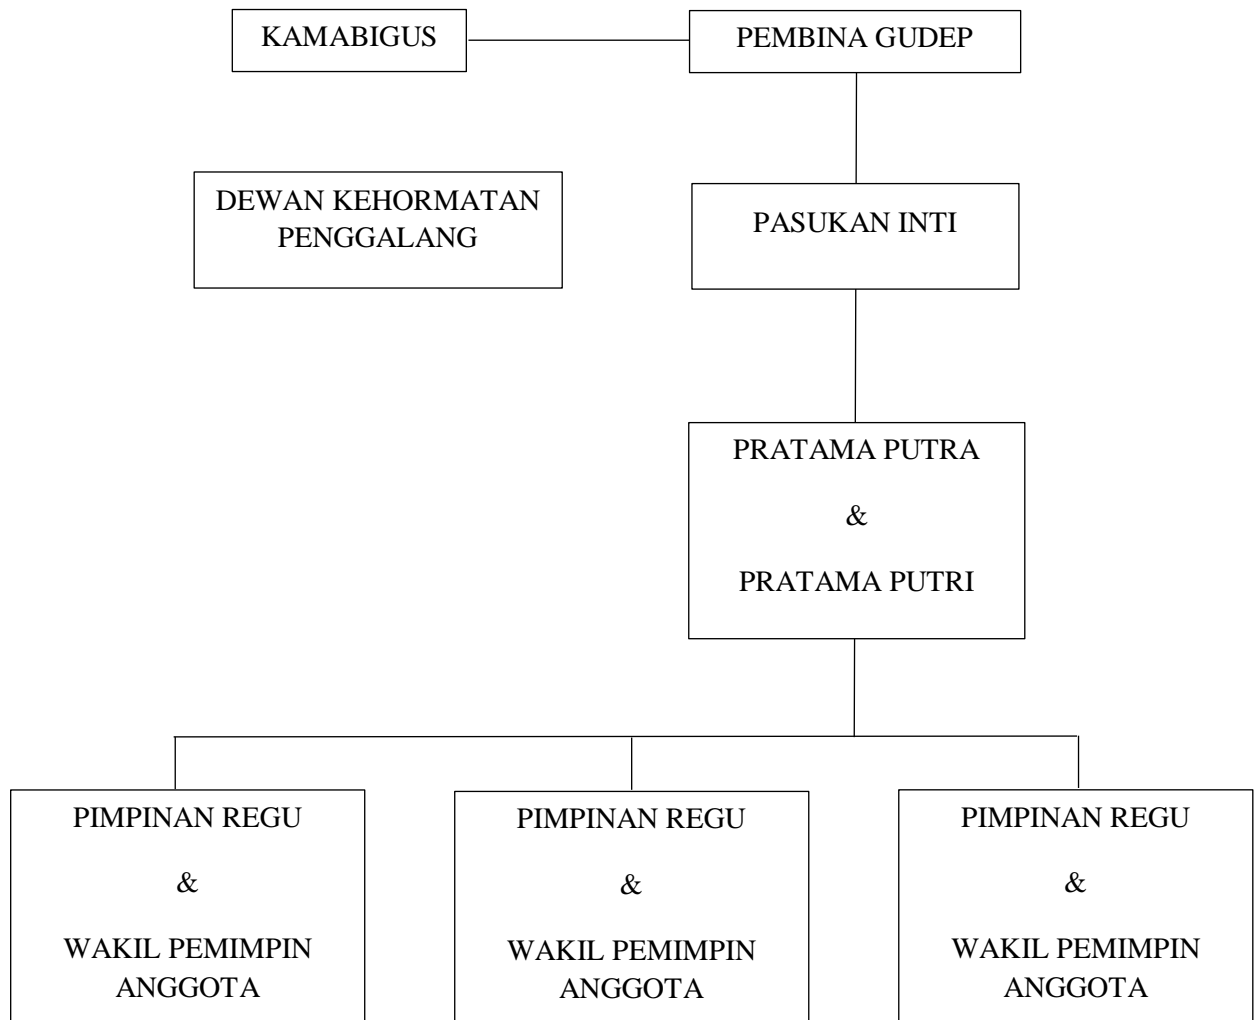 KAMABIGUS
PEMBINA GUDEP
DEWAN KEHORMATAN
PENGGALANG
PASUKAN INTI
PRATAMA PUTRA
&
PRATAMA PUTRI
PIMPINAN REGU
&
WAKIL PEMIMPIN
ANGGOTA
PIMPINAN REGU
&
WAKIL PEMIMPIN
ANGGOTA
PIMPINAN REGU
&
WAKIL PEMIMPIN
ANGGOTA